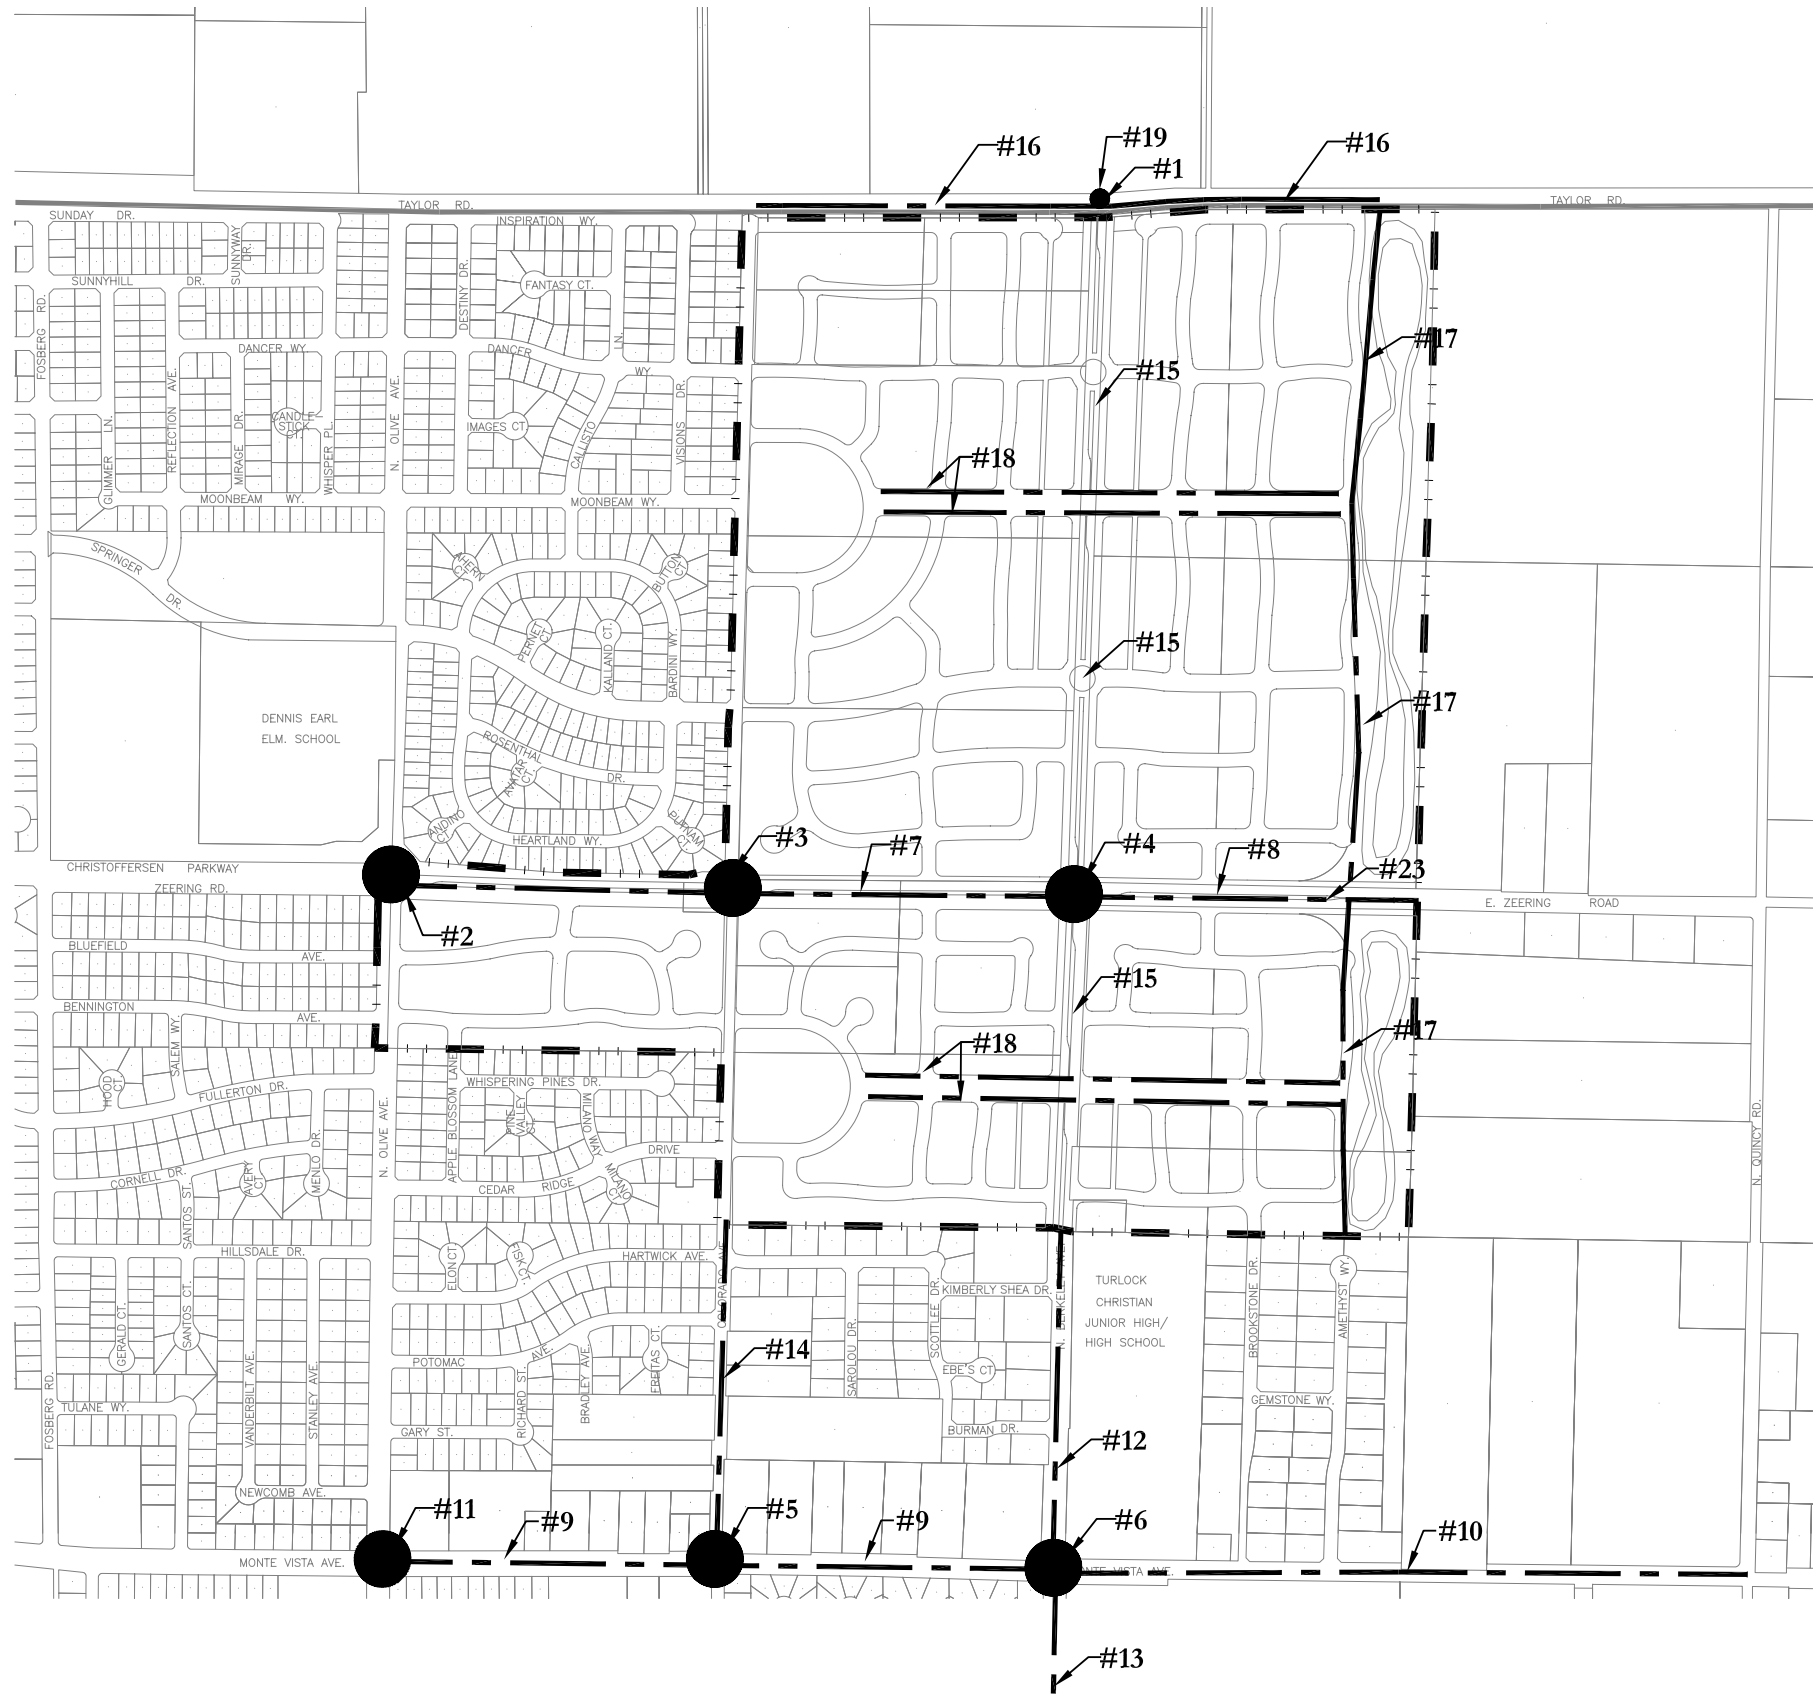 #19
#16
#16
#1
TAYLOR RD.
TAYLOR RD.
SUNDAY DR.
INSPIRATION WY.
SUNNYWAY
DR.
SUNNYHILL DR.
FANTASY CT.
DESTINY DR.
FOSBERG RD.
#17
LN.
DANCER WY.
DANCER
WY.
#15
REFLECTION AVE.
N. OLIVE AVE.
VISIONS DR.
CANDLE-
STICK
CT.
IMAGES CT.
MIRAGE DR.
WHISPER PL.
CALLISTO
GLIMMER LN.
#18
MOONBEAM WY.
MOONBEAM WY.
SPRINGER
DR.
AHERN
CT.
BUTTON
CT.
PERNET
CT.
KALLAND CT.
BARDINI WY.
#15
#17
DENNIS EARL
ELM. SCHOOL
ROSENTHAL
DR.
AVATAR
CT.
ANDINO
CT.
PUTNAM
CT.
HEARTLAND WY.
#3
#7
#4
#8
#23
CHRISTOFFERSEN PARKWAY
ZEERING RD.
E. ZEERING ROAD
#2
BLUEFIELD
AVE.
#15
BENNINGTON
AVE.
#17
SALEM WY.
#18
HOOD
CT.
FULLERTON DR.
WHISPERING PINES DR.
APPLE BLOSSOM LANE
PINE
VALLEY
CT.
MILANO WAY
N. OLIVE AVE.
N. QUINCY RD.
MENLO DR.
DRIVE
CORNELL DR.
AVERY
CT.
CEDAR RIDGE
MILANO
CT.
SANTOS ST.
HILLSDALE DR.
ELON CT.
FISK CT.
HARTWICK AVE.
COLORADO AVE.
N. BERKELEY AVE.
TURLOCK
CHRISTIAN
JUNIOR HIGH/
HIGH SCHOOL
KIMBERLY SHEA DR.
SCOTTLEE DR.
BROOKSTONE DR.
AMETHYST WY.
GERALD CT.
SANTOS CT.
#14
SAROLOU DR.
EBE'S CT.
POTOMAC
AVE.
FREITAS CT.
BRADLEY AVE.
RICHARD ST.
VANDERBILT AVE.
STANLEY AVE.
FOSBERG RD.
TULANE WY.
GEMSTONE WY.
GARY ST.
BURMAN DR.
#12
NEWCOMB AVE.
#11
#9
#5
#9
#6
#10
MONTE VISTA AVE.
MONTE VISTA AVE.
#13